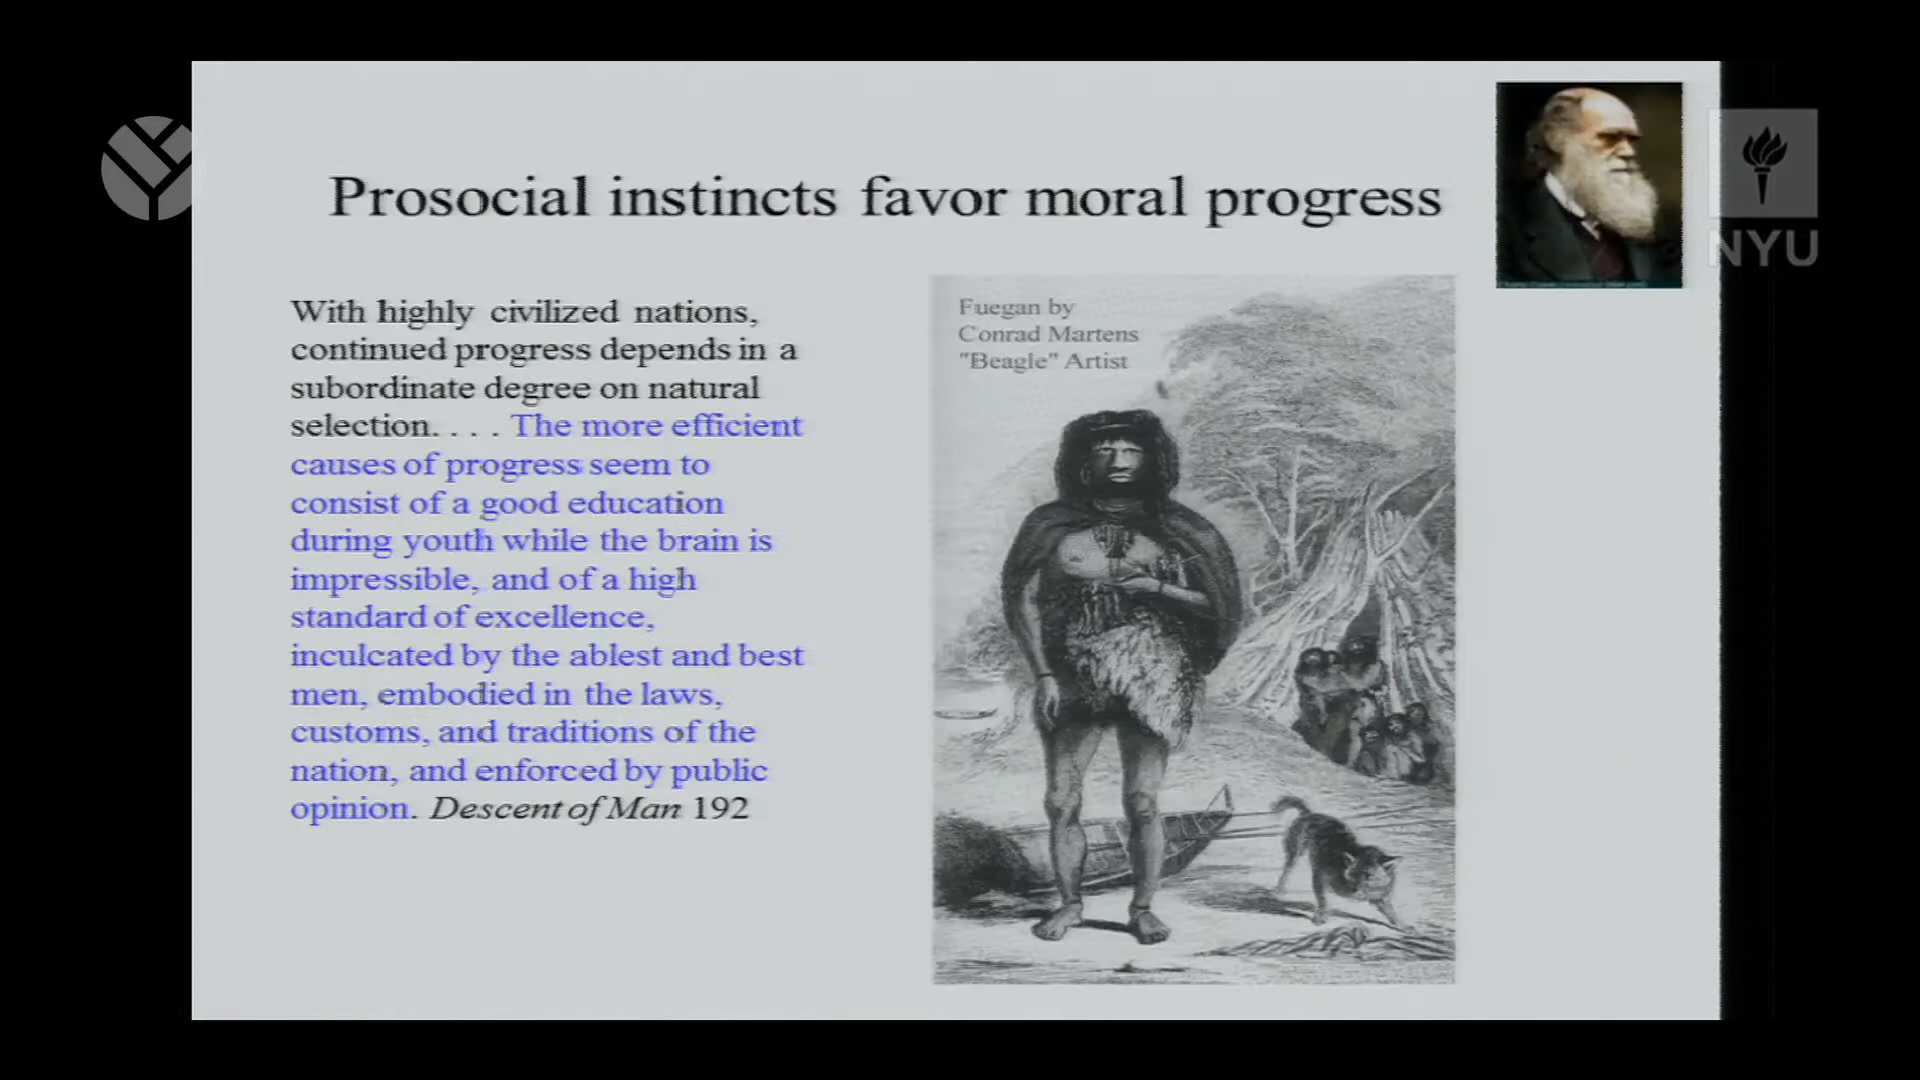 Prosocial instincts favor moral progress
With highly civilized nations,
continued progress depends in a
subordinate degree on natural
selection. . . . The more efficient
causes of progress seem to
consist of a good education
during youth while the brain is
impressible, and of a high
standard of excellence,
inculcated by the ablest and best
men, embodied in the laws,
customs, and traditions of the
nation, and enforced by public
opinion. Descent of Man 192
Fuegan by
Conrad Martens
"Beagle" Artist
NYU